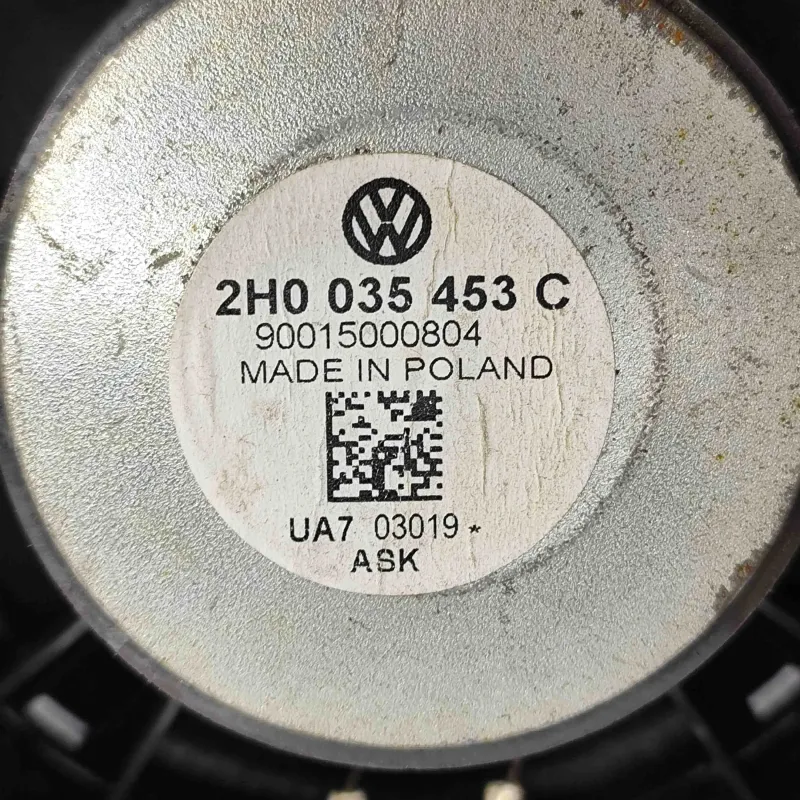 2H0 035 453 C
90015000804
MADE IN POLAND
UA7 03019 *
ASK